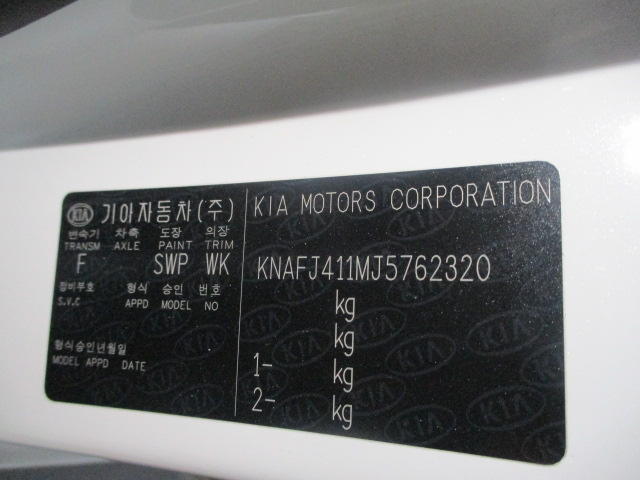 KIA 기아자동차(주)
변속기 차축 도장 의장
TRANSM AXLE PAINT TRIM
F SWP WK
정비부호 형식 승인 번호
S.V.C APPD MODEL NO
형식승인년월일
MODEL APPD DATE
KIA MOTORS CORPORATION
KNAFJ411MJ5762320
kg
kg
1- kg
2- kg